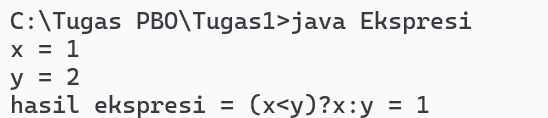 C:\Tugas PBO\Tugas1>java Ekspresi
x = 1
y = 2
hasil ekspresi = (x<y)?x:y = 1